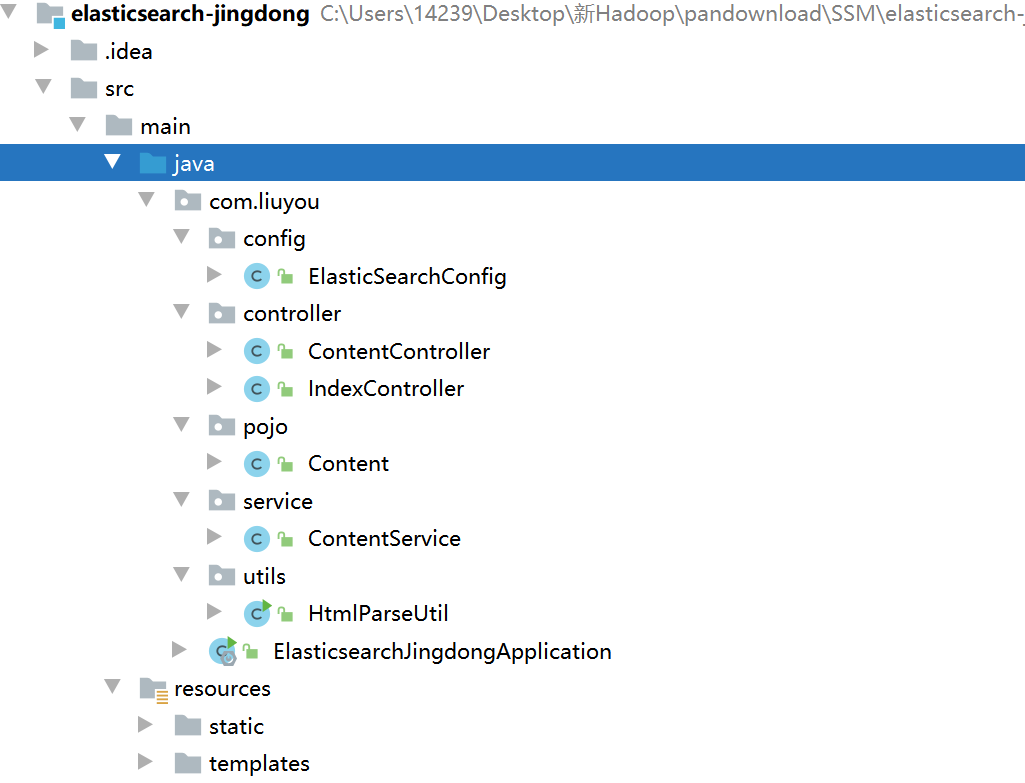 elasticsearch-jingdong C:\Users\14239\Desktop\新Hadoop\pandownload\SSM\elasticsearch-
.idea
src
main
java
com.liuyou
config
C ElasticSearchConfig
controller
C ContentController
C IndexController
pojo
C Content
service
C ContentService
utils
C HtmlParseUtil
C ElasticsearchJingdongApplication
resources
static
templates